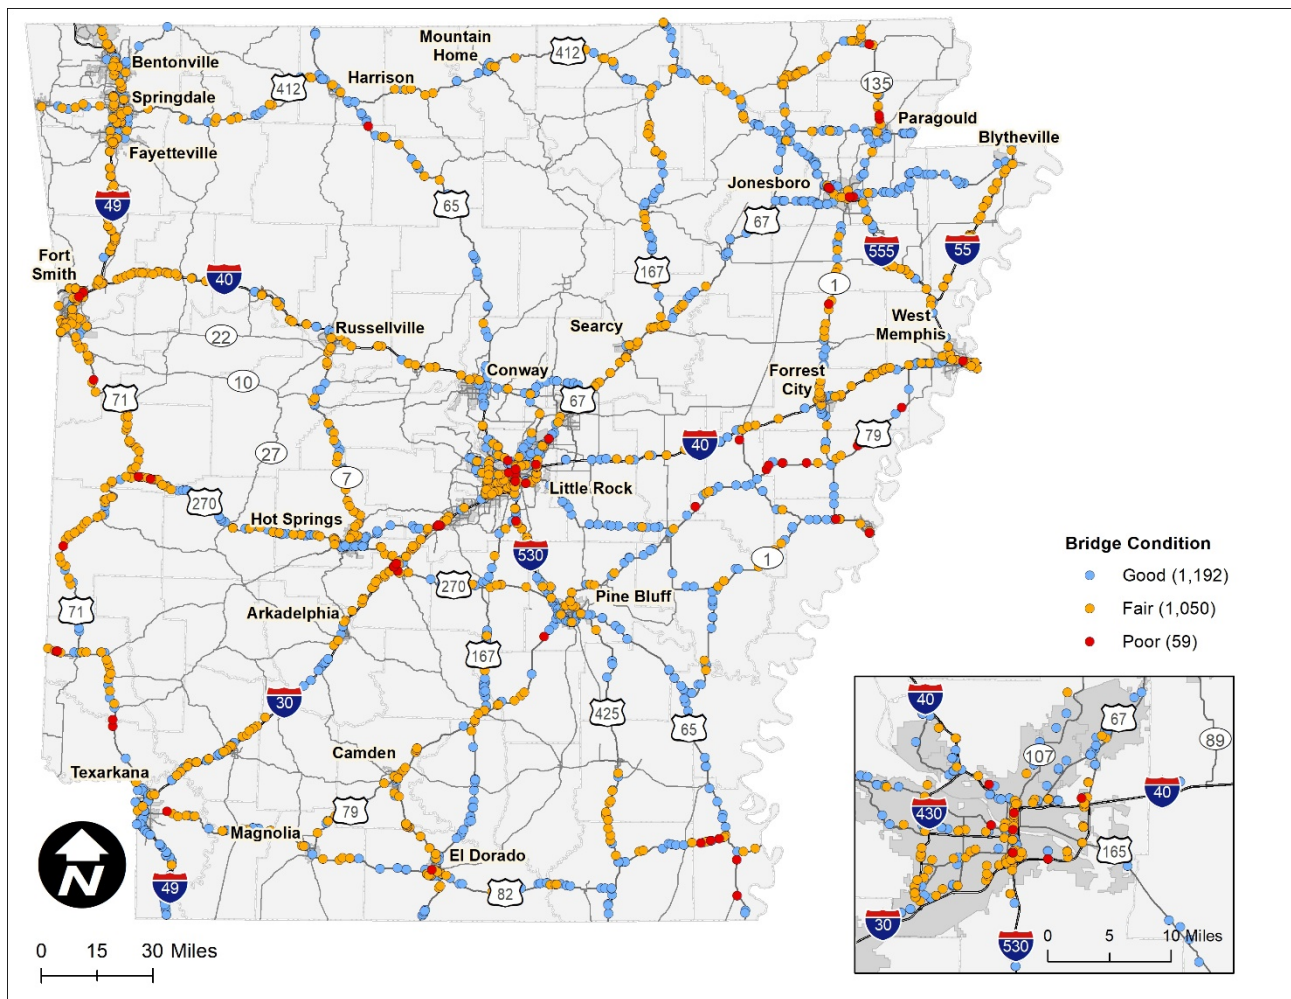 Mountain
Home
412
Bentonville
Harrison
412
Springdale
135
Paragould
Blytheville
Fayetteville
Jonesboro
49
65
67
555
55
Fort
Smith
40
167
1
22
Russellville
Searcy
West
Memphis
10
Conway
Forrest
City
71
67
79
27
40
7
Little Rock
270
Hot Springs
530
1
270
Pine Bluff
71
Arkadelphia
167
30
425
65
Camden
Texarkana
79
Magnolia
El Dorado
49
82
N
0 15 30 Miles
Bridge Condition
Good (1,192)
Fair (1,050)
Poor (59)
40
67
89
107
40
430
165
30
530
0 5 10 Miles